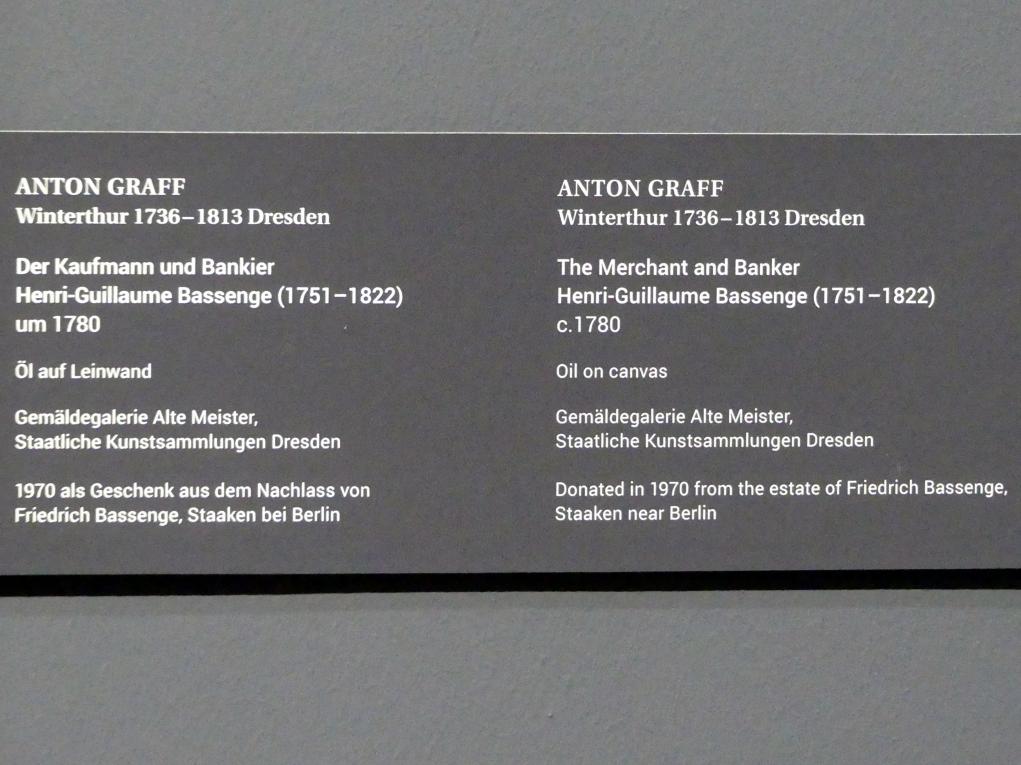 ANTON GRAFF
Winterthur 1736–1813 Dresden
Der Kaufmann und Bankier
Henri-Guillaume Bassenge (1751–1822)
um 1780
Öl auf Leinwand
Gemäldegalerie Alte Meister,
Staatliche Kunstsammlungen Dresden
1970 als Geschenk aus dem Nachlass von
Friedrich Bassenge, Staaken bei Berlin
ANTON GRAFF
Winterthur 1736–1813 Dresden
The Merchant and Banker
Henri-Guillaume Bassenge (1751–1822)
c.1780
Oil on canvas
Gemäldegalerie Alte Meister,
Staatliche Kunstsammlungen Dresden
Donated in 1970 from the estate of Friedrich Bassenge,
Staaken near Berlin